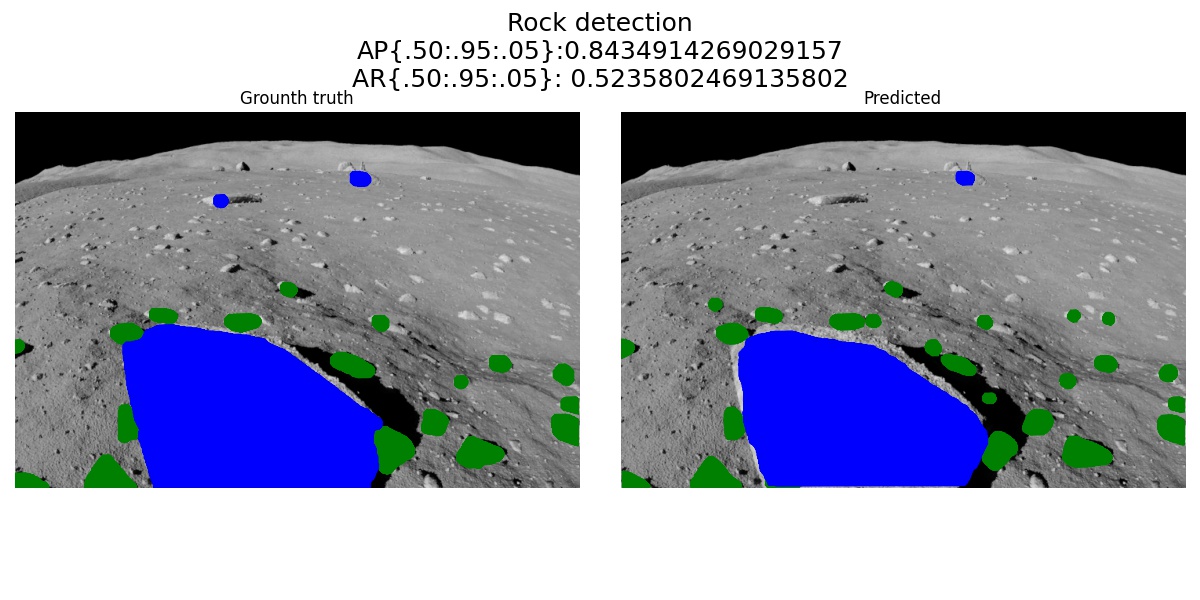 Rock detection
AP{.50:.95:.05}:0.8434914269029157
AR{.50:.95:.05}: 0.5235802469135802
Grounth truth
Predicted